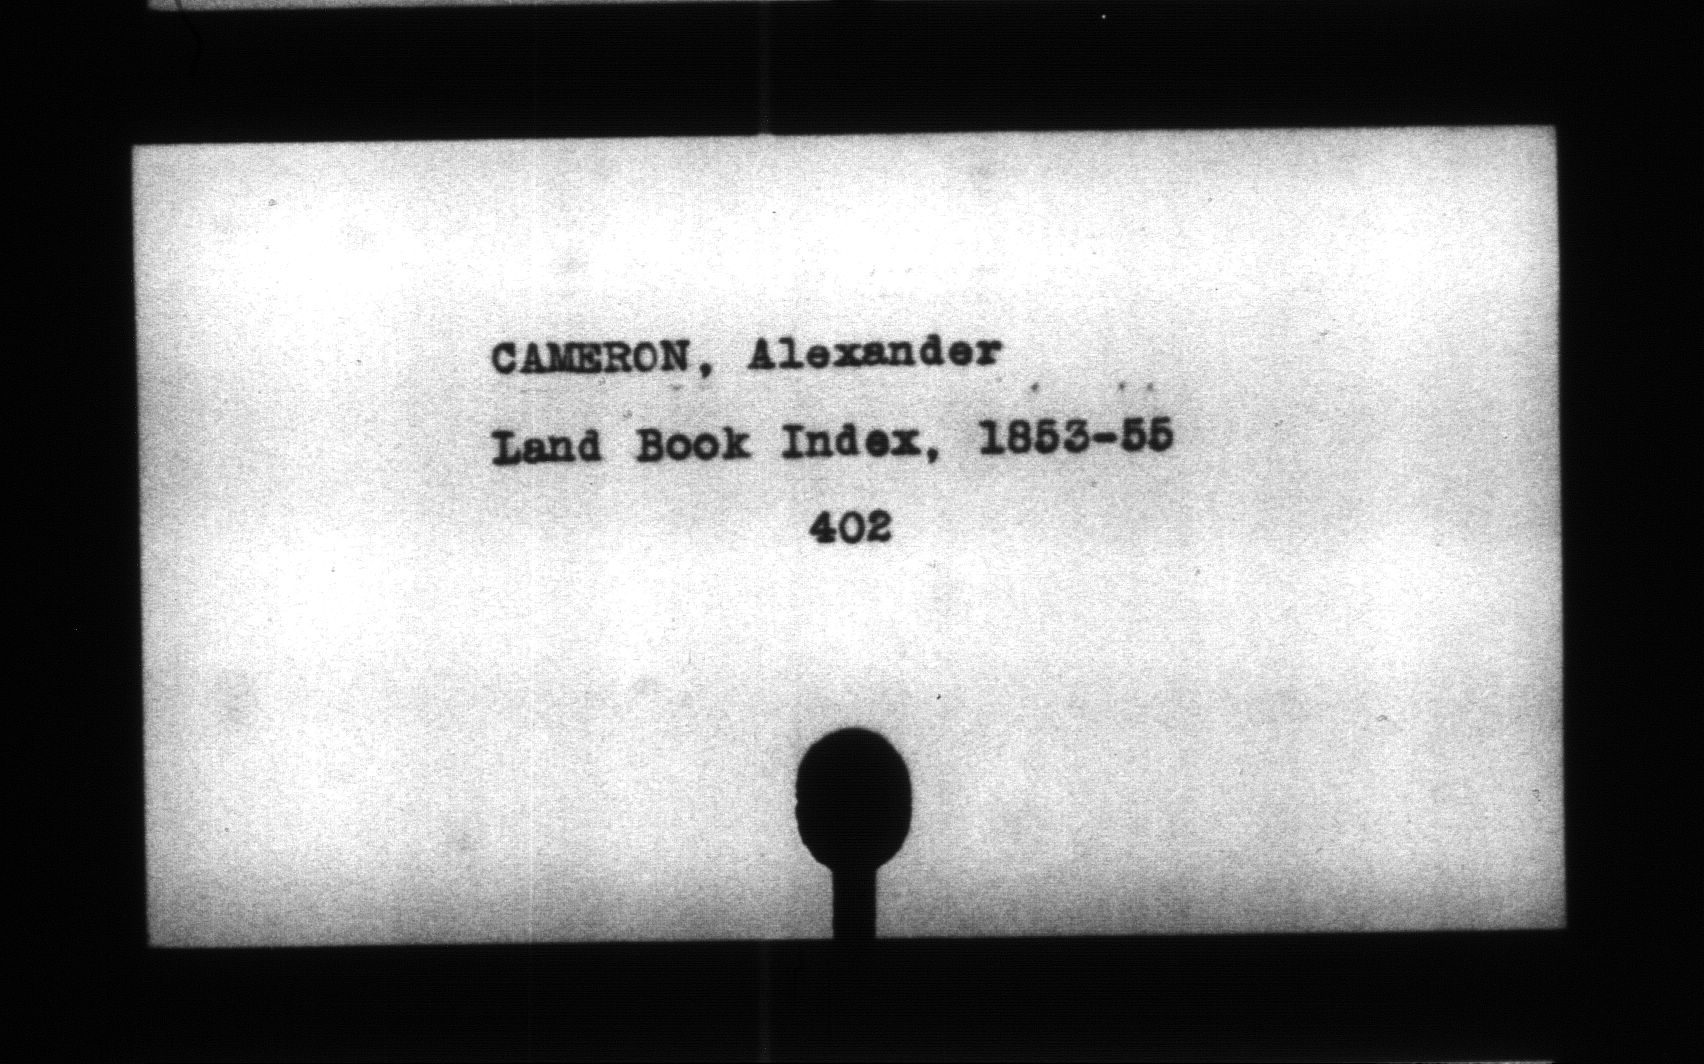 CAMERON, Alexander
Land Book Index, 1853-55
402